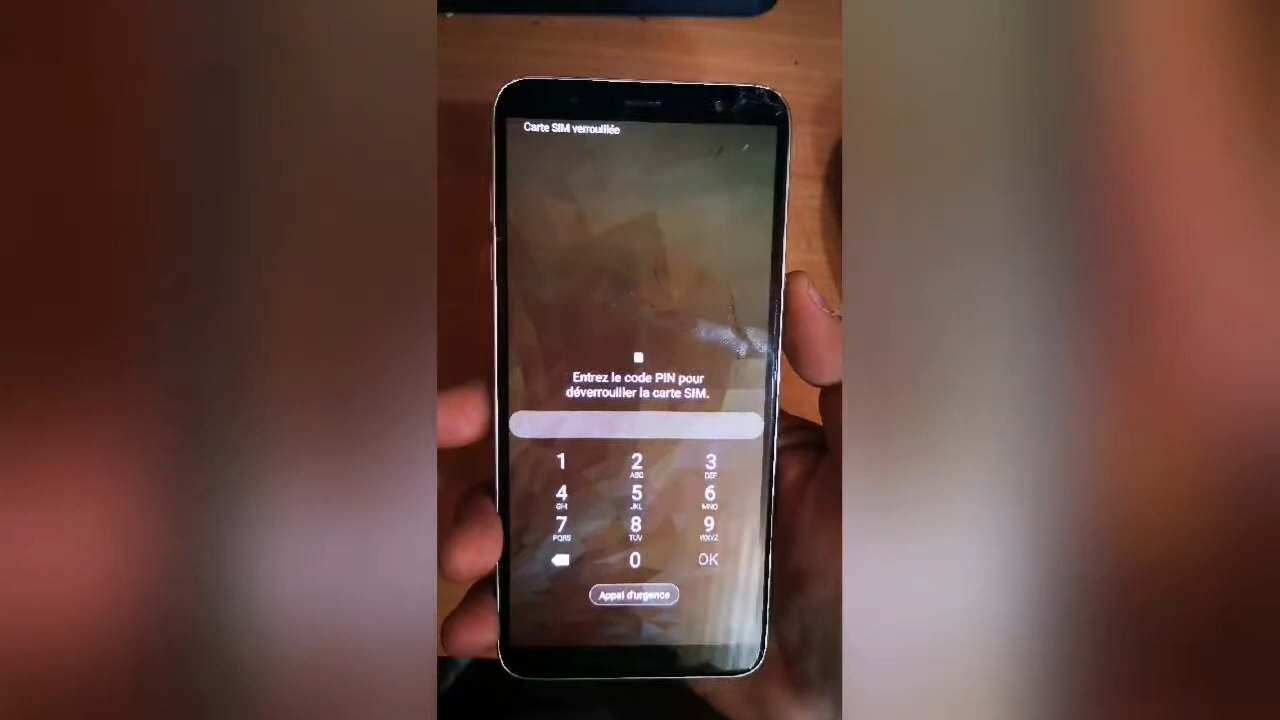 Carte SIM verrouillée
Entrez le code PIN pour
déverrouiller la carte SIM.
1 2 3
ABC DEF
4 5 6
GHI JKL MNO
7 8 9
PQRS TUV WXYZ
0 OK
Appel d'urgence